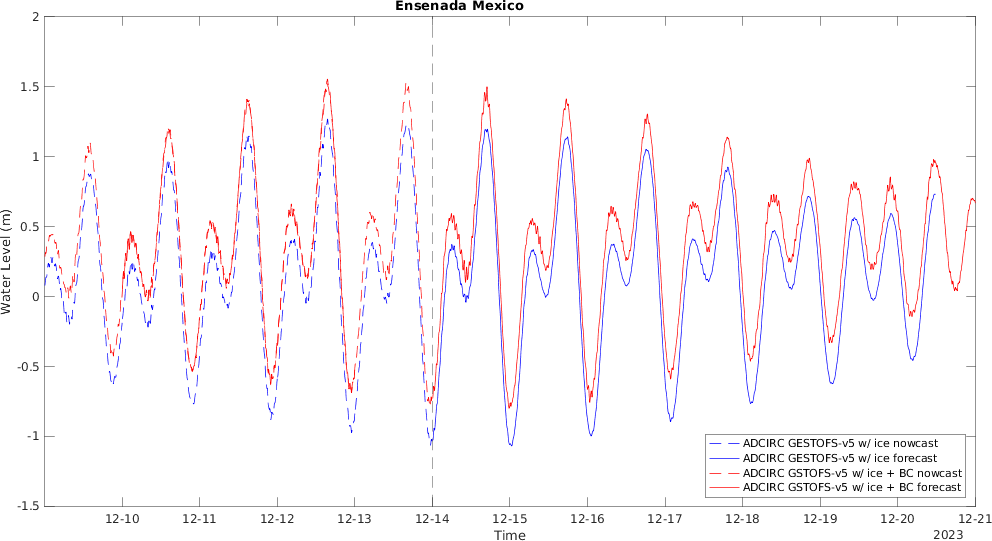 Ensenada Mexico
2
1.5
1
0.5
0
-0.5
-1
-1.5
Water Level (m)
ADCIRC GESTOFS-v5 w/ ice nowcast
ADCIRC GESTOFS-v5 w/ ice forecast
ADCIRC GSTOFS-v5 w/ ice + BC nowcast
ADCIRC GSTOFS-v5 w/ ice + BC forecast
12-10 12-11 12-12 12-13 12-14 12-15 12-16 12-17 12-18 12-19 12-20 12-21
Time
2023